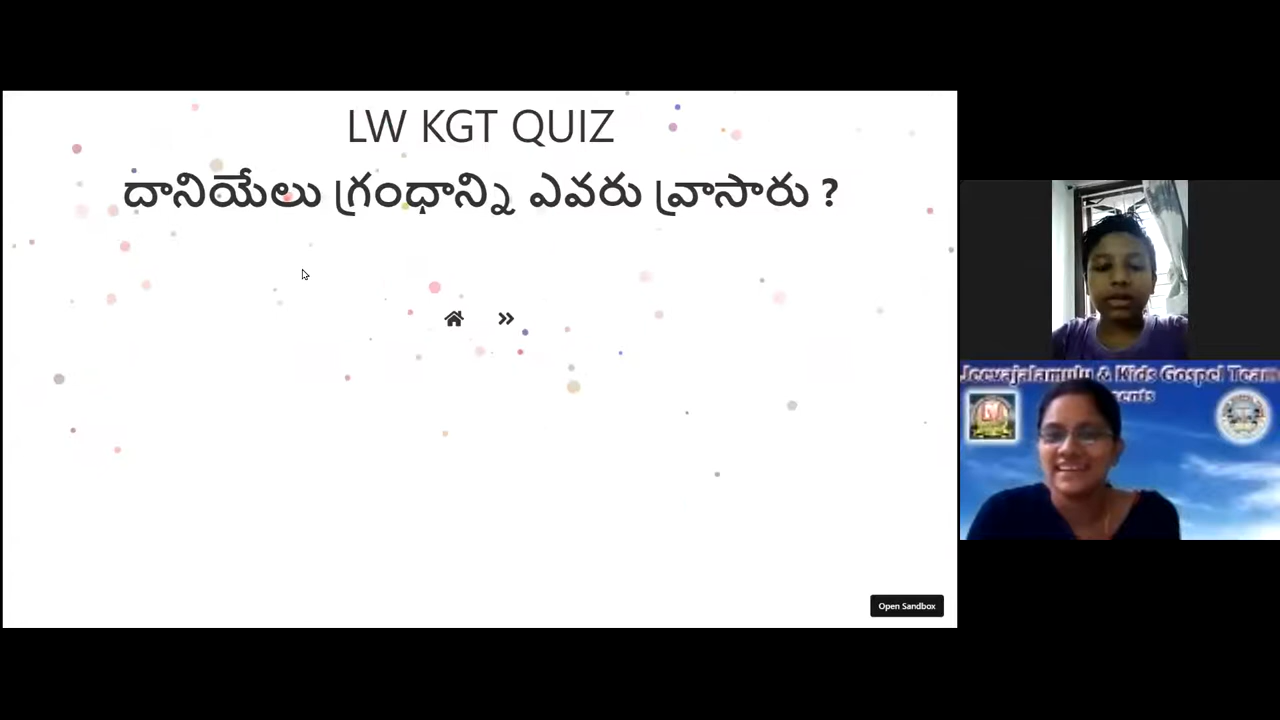 LW KGT QUIZ
దానియేలు గ్రంధాన్ని ఎవరు వ్రాసారు ?
Open Sandbox
Jeevajalamulu & Kids Gospel Team